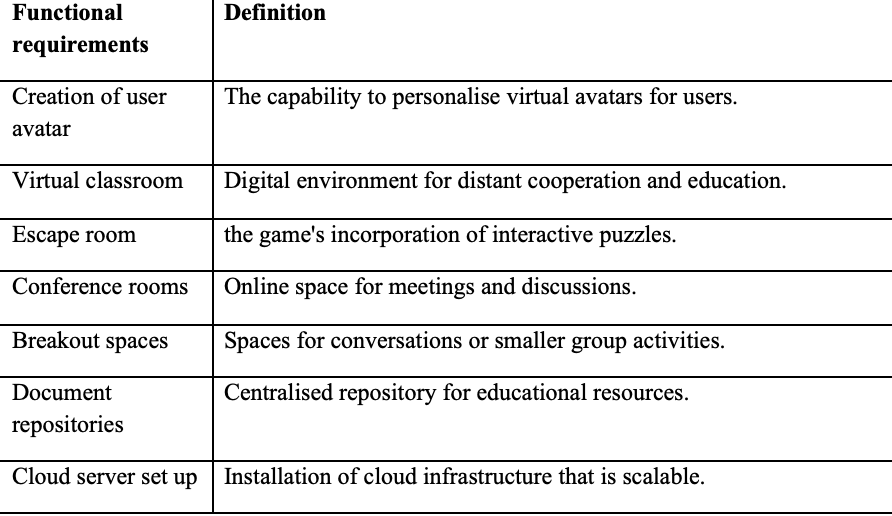 Functional requirements
Definition
Creation of user avatar
The capability to personalise virtual avatars for users.
Virtual classroom
Digital environment for distant cooperation and education.
Escape room
the game's incorporation of interactive puzzles.
Conference rooms
Online space for meetings and discussions.
Breakout spaces
Spaces for conversations or smaller group activities.
Document repositories
Centralised repository for educational resources.
Cloud server set up
Installation of cloud infrastructure that is scalable.